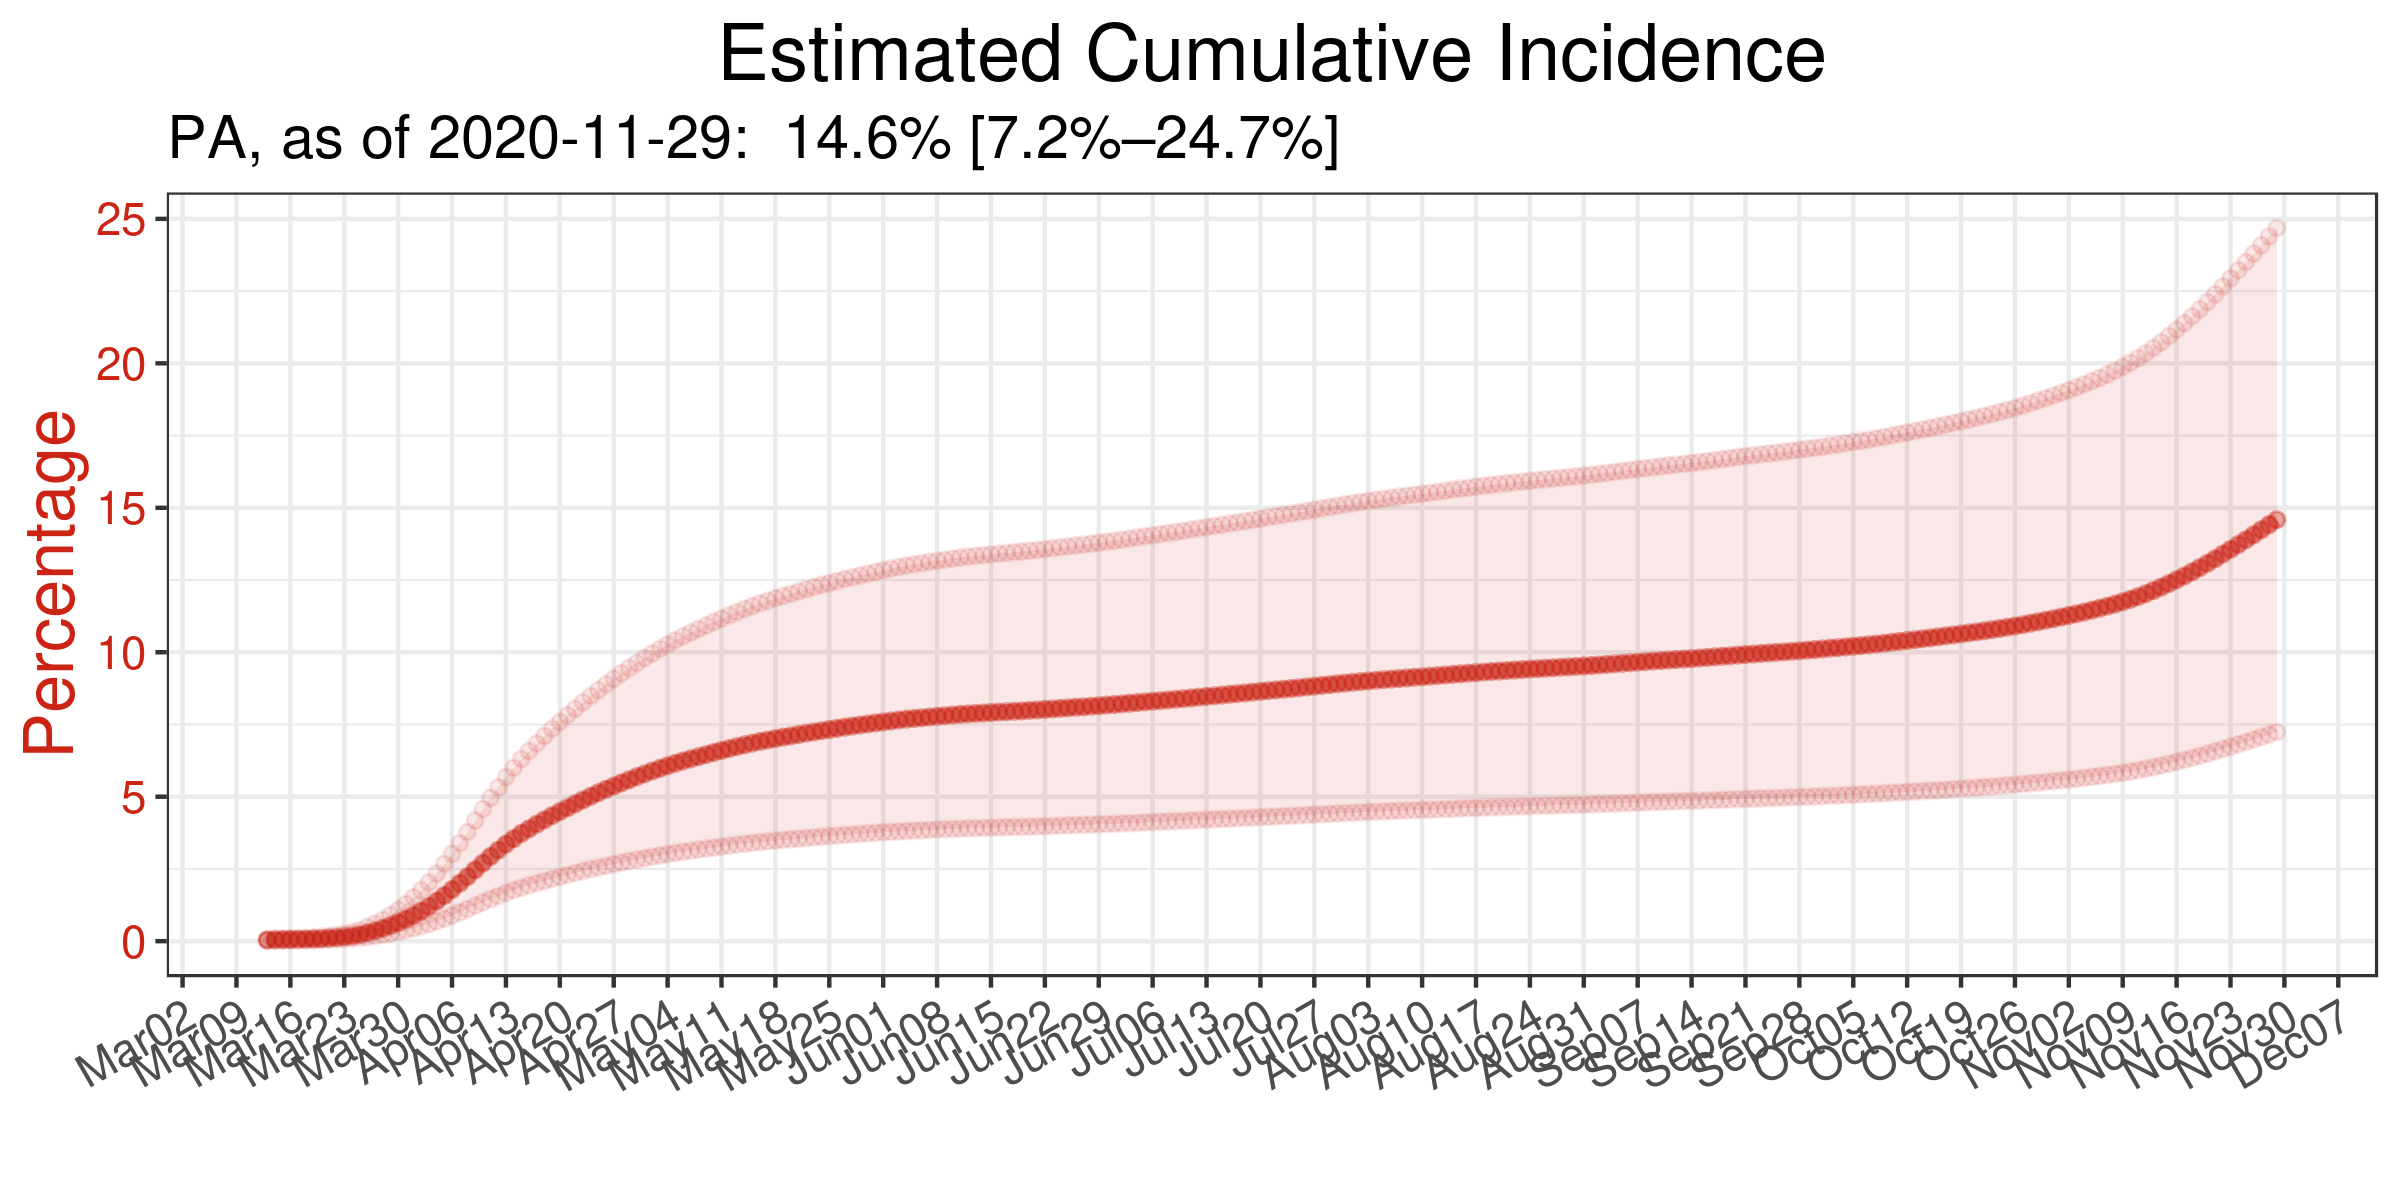 Estimated Cumulative Incidence
PA, as of 2020-11-29:  14.6% [7.2%–24.7%]
Percentage
25
20
15
10
5
0
Mar02
Mar09
Mar16
Mar23
Mar30
Apr06
Apr13
Apr20
Apr27
May04
May11
May18
May25
Jun01
Jun08
Jun15
Jun22
Jun29
Jul06
Jul13
Jul20
Jul27
Aug03
Aug10
Aug17
Aug24
Aug31
Sep07
Sep14
Sep21
Sep28
Oct05
Oct12
Oct19
Oct26
Nov02
Nov09
Nov16
Nov23
Nov30
Dec07